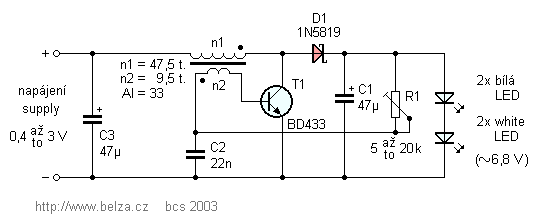 D1
1N5819
n1
n1 = 47,5 t.
n2 = 9,5 t.
Al = 33
n2
T1
BD433
+
napájení
supply
0,4 až to 3 V
−
+
C3
47µ
C2
22n
+
C1
47µ
R1
5 až to 20k
2x bílá
LED
2x white
LED
(~6,8 V)
http://www.belza.cz bcs 2003